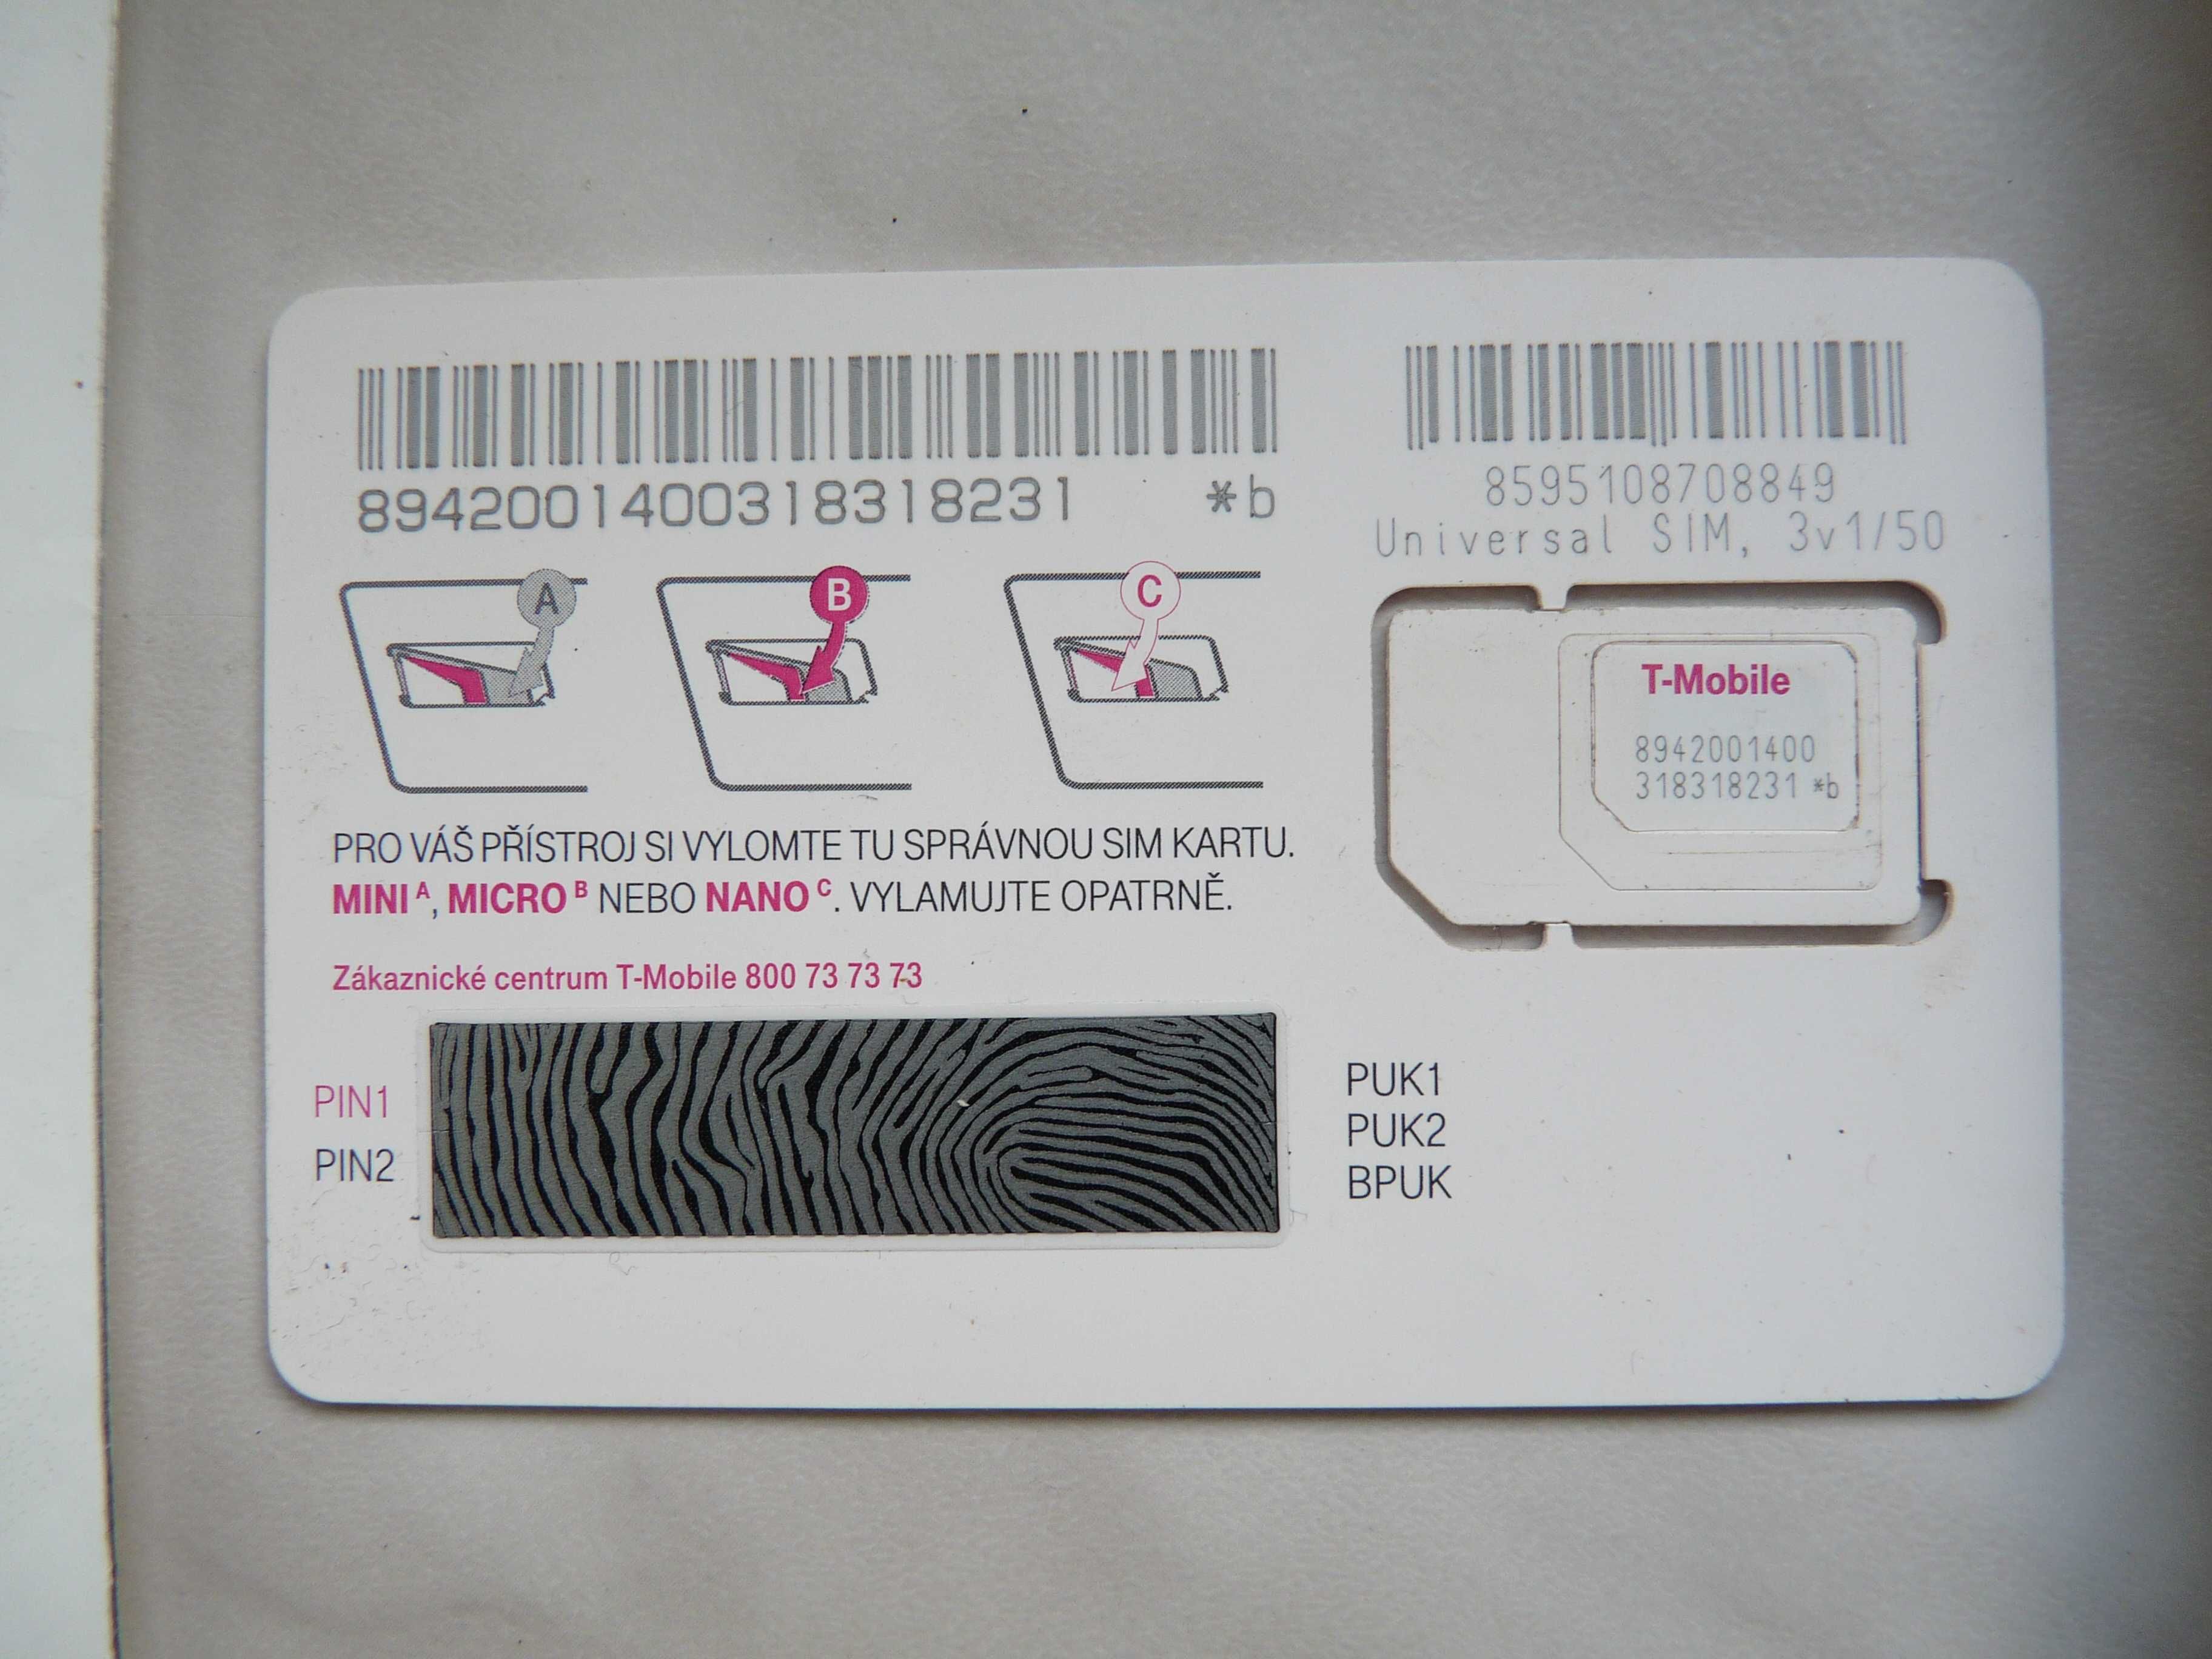 8942001400318318231 *b
8595108708849
Universal SIM, 3v1/50
A
B
C
T-Mobile
8942001400
318318231 *b
PRO VÁŠ PŘÍSTROJ SI VYLOMTE TU SPRÁVNOU SIM KARTU.
MINI A, MICRO B NEBO NANO C. VYLAMUJTE OPATRNĚ.
Zákaznické centrum T-Mobile 800 73 73 73
PIN1
PIN2
PUK1
PUK2
BPUK